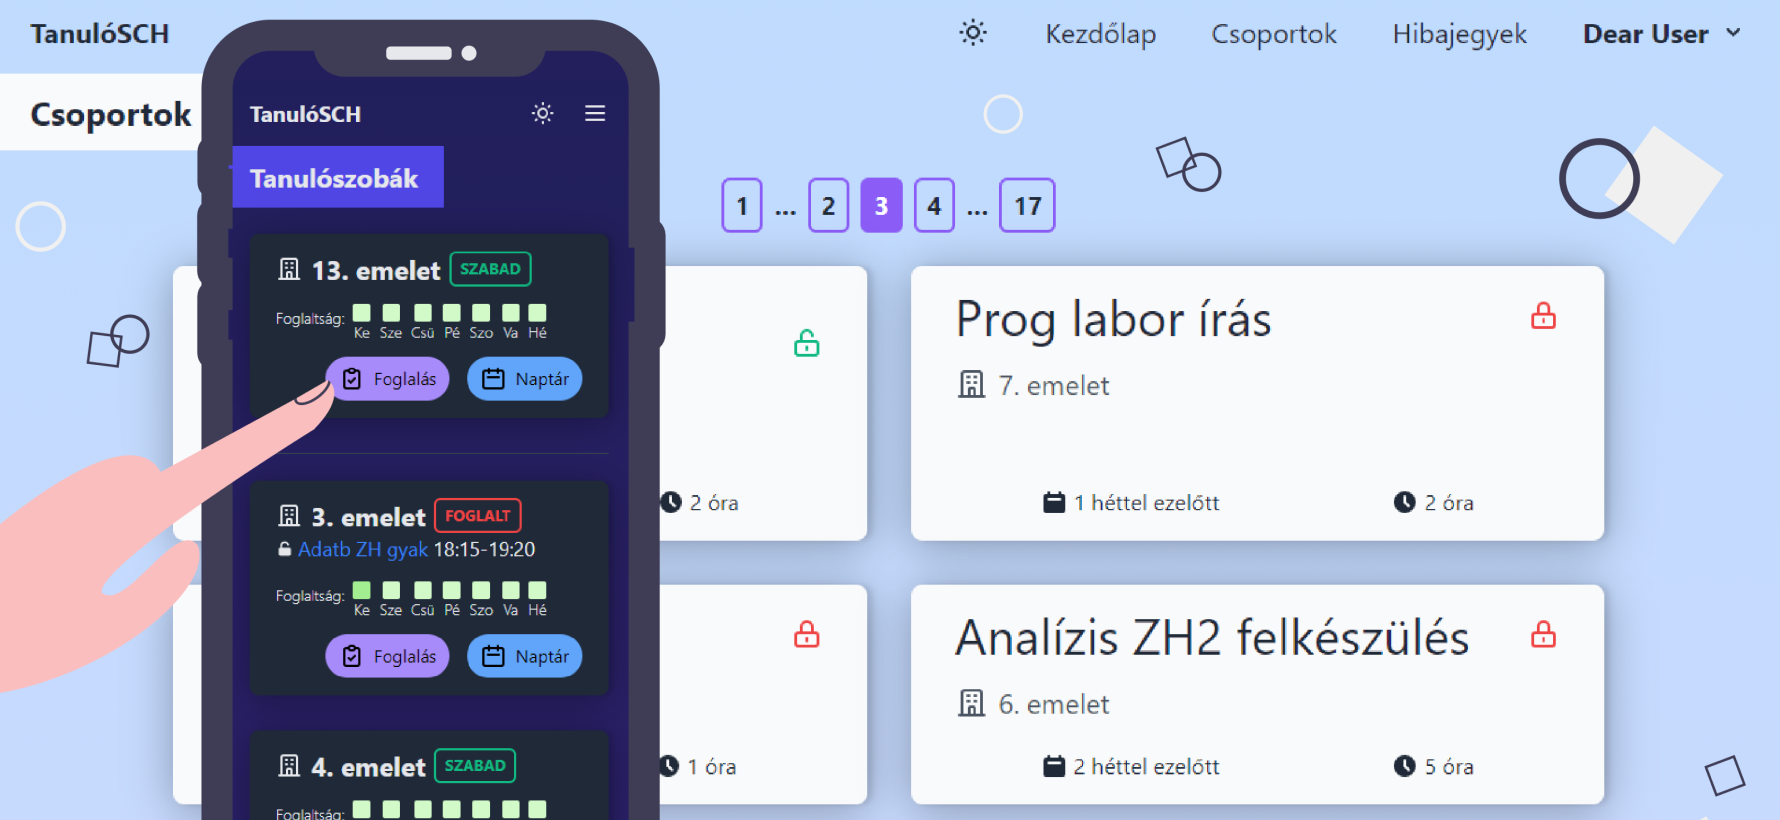 TanulóSCH
Kezdőlap
Csoportok
Hibajegyek
Dear User
Csoportok
1 ... 2 3 4 ... 17
TanulóSCH
Tanulószobák
13. emelet SZABAD
Foglaltság:
Ke Sze Csü Pé Szo Va Hé
Foglalás Naptár
3. emelet FOGLALT
Adatb ZH gyak 18:15-19:20
Foglaltság:
Ke Sze Csü Pé Szo Va Hé
Foglalás Naptár
4. emelet SZABAD
Foglaltság:
2 óra
Prog labor írás
7. emelet
1 héttel ezelőtt 2 óra
1 óra
Analízis ZH2 felkészülés
6. emelet
2 héttel ezelőtt 5 óra